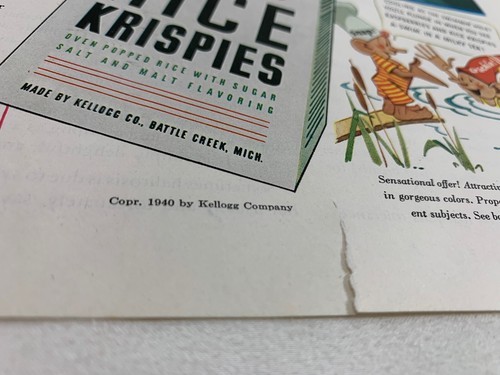 KRISPIES
OVEN POPPED RICE WITH SUGAR
SALT AND MALT FLAVORING
MADE BY KELLOGG CO., BATTLE CREEK, MICH.
Copr. 1940 by Kellogg Company
Sensational offer! Attracti
in gorgeous colors. Prop
ent subjects. See b